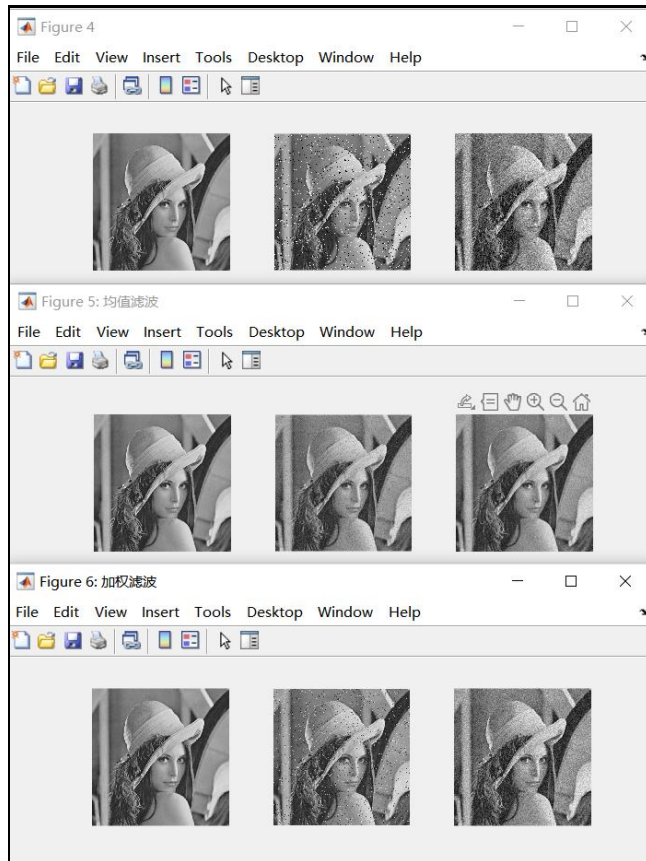 Figure 4
File Edit View Insert Tools Desktop Window Help
Figure 5: 均值滤波
File Edit View Insert Tools Desktop Window Help
Figure 6: 加权滤波
File Edit View Insert Tools Desktop Window Help